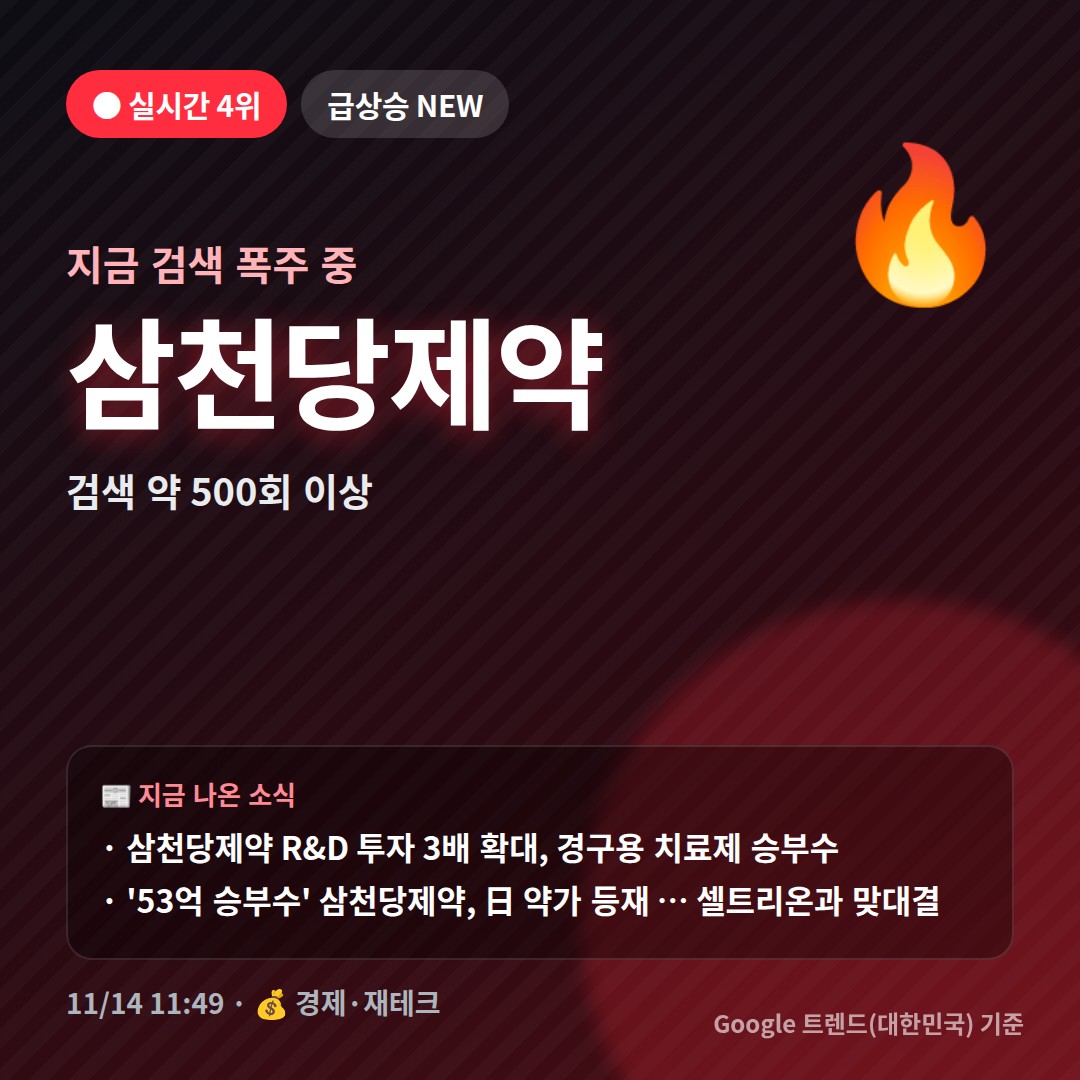 실시간 4위
급상승 NEW
지금 검색 폭주 중
삼천당제약
검색 약 500회 이상
지금 나온 소식
· 삼천당제약 R&D 투자 3배 확대, 경구용 치료제 승부수
· '53억 승부수' 삼천당제약, 日 약가 등재 … 셀트리온과 맞대결
11/14 11:49 · 💰 경제·재테크
Google 트렌드(대한민국) 기준